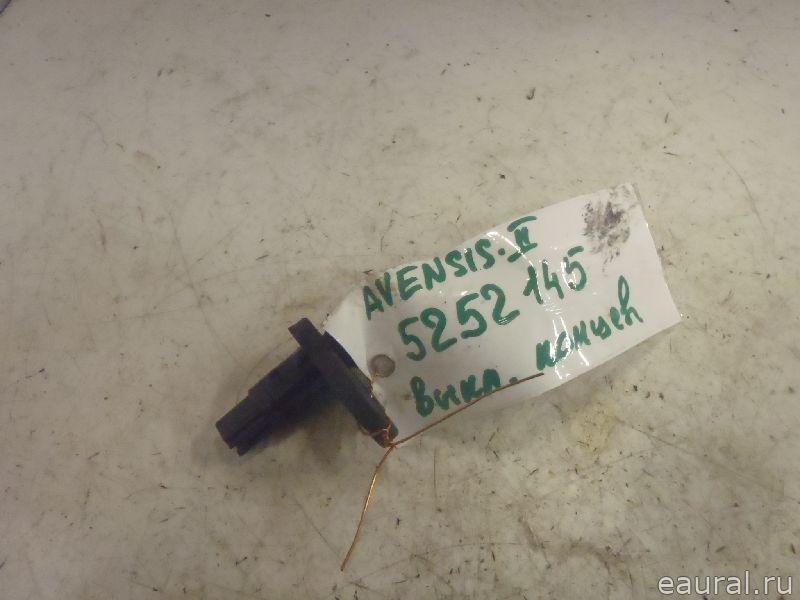 AVENSIS. II
5252145
выкл. концев
eaural.ru